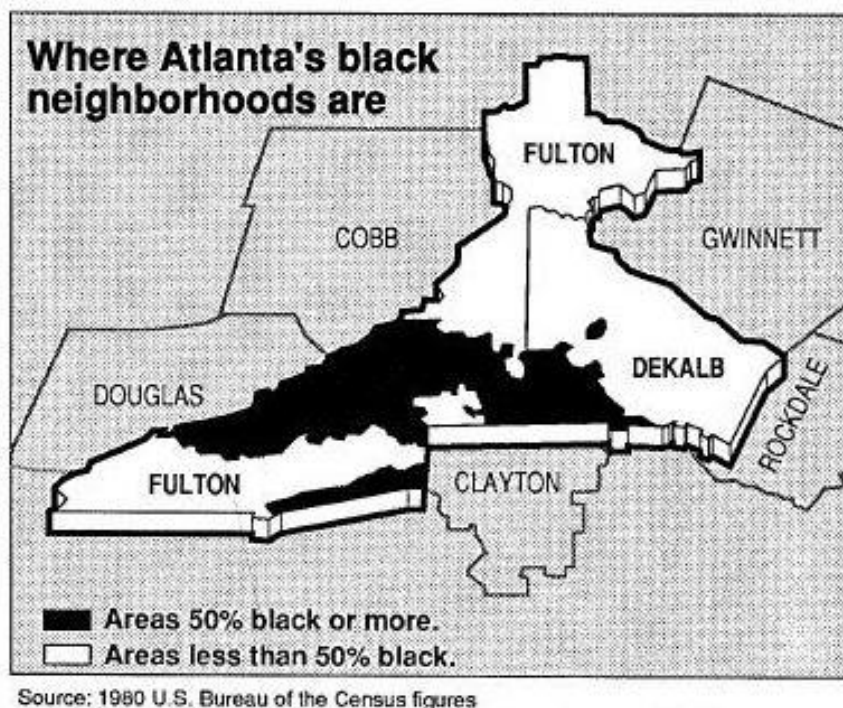 Where Atlanta's black
neighborhoods are
FULTON
COBB
GWINNETT
DOUGLAS
DEKALB
ROCKDALE
FULTON
CLAYTON
Areas 50% black or more.
Areas less than 50% black.
Source: 1980 U.S. Bureau of the Census figures